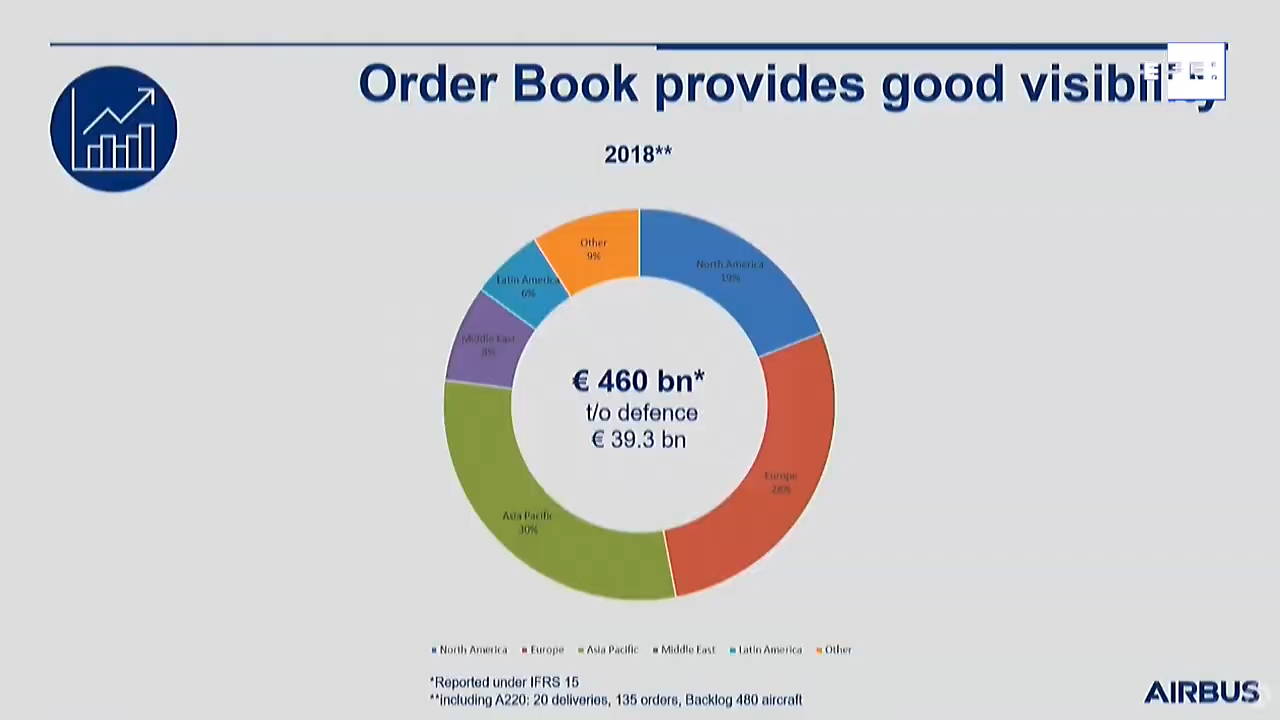 Order Book provides good visibility
EFE:
2018**
Other
9%
North America
19%
Latin America
6%
Middle East
8%
€ 460 bn*
t/o defence
€ 39.3 bn
Europe
28%
Asia Pacific
30%
North America Europe Asia Pacific Middle East Latin America Other
*Reported under IFRS 15
**including A220: 20 deliveries, 135 orders, Backlog 480 aircraft
AIRBUS